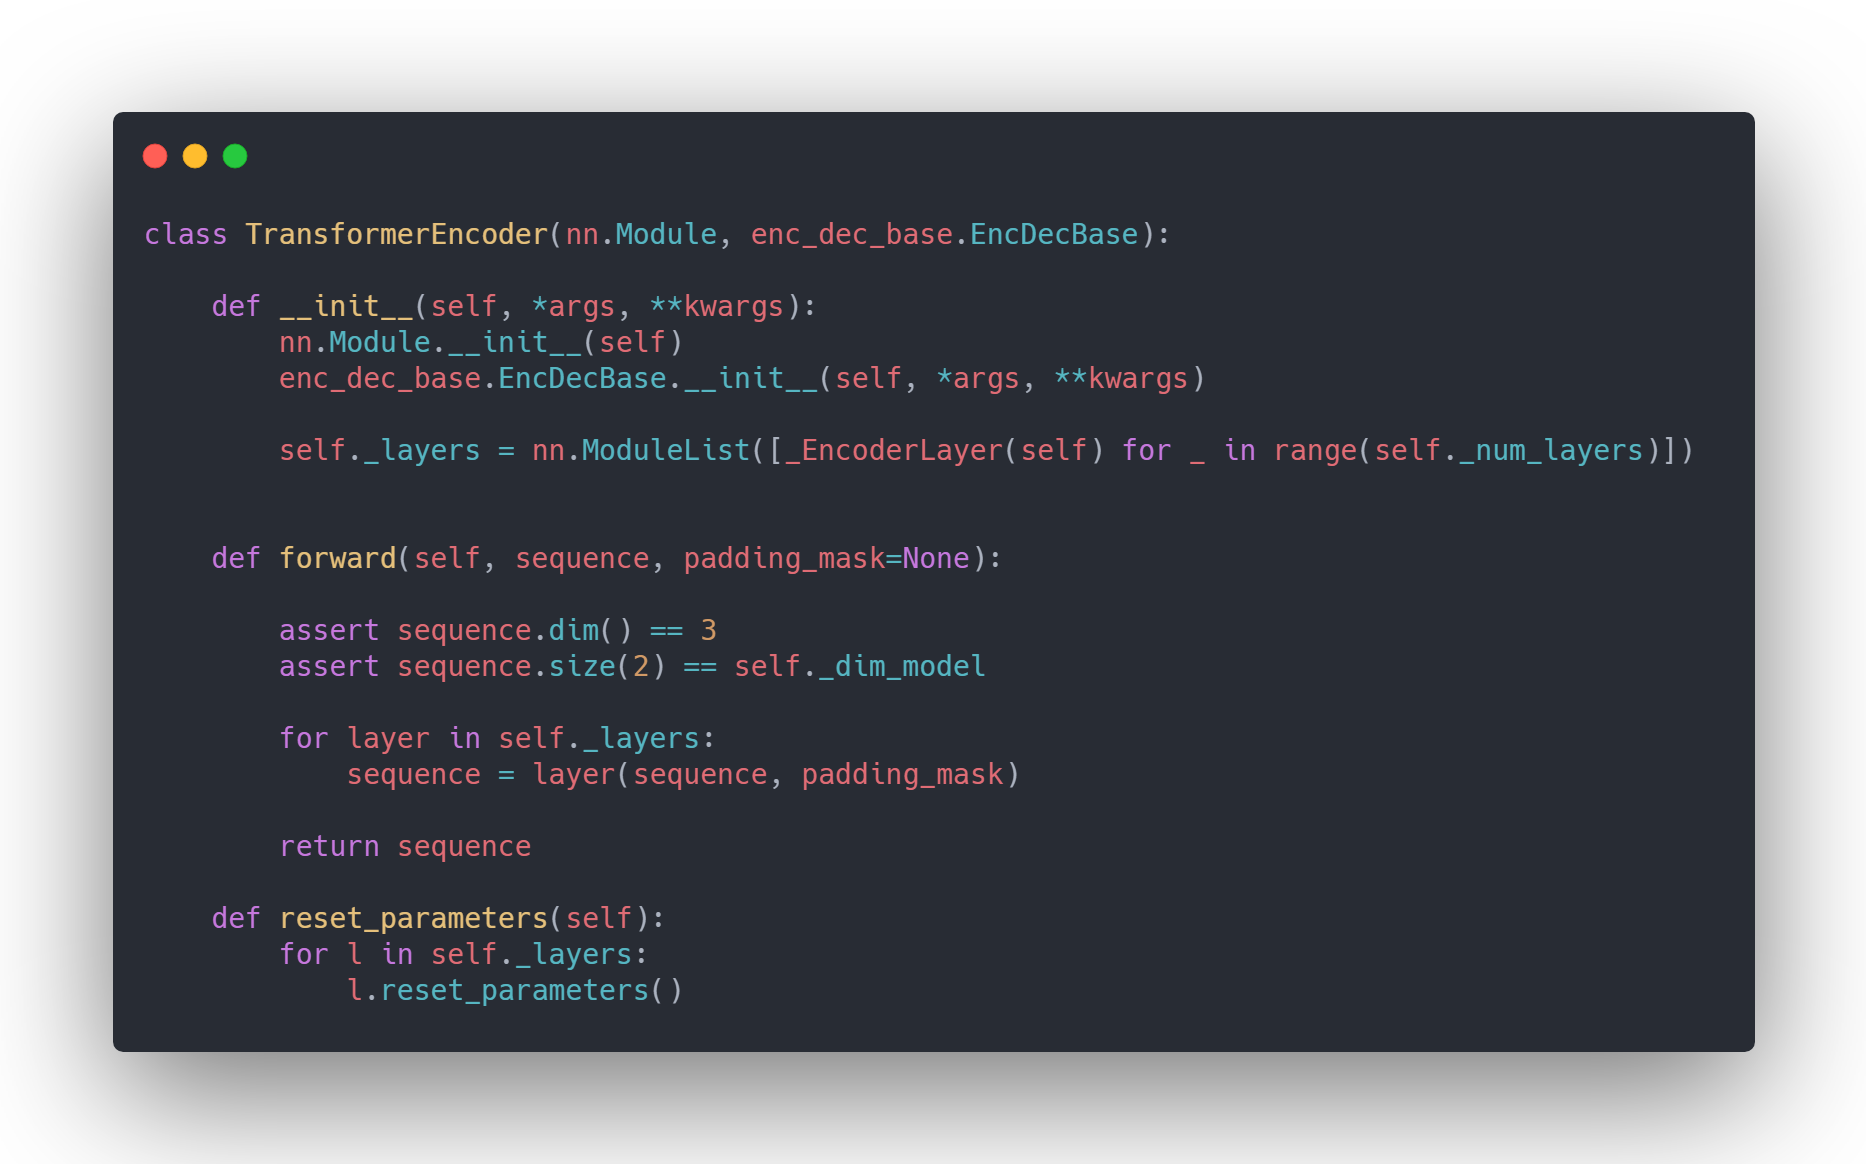 class TransformerEncoder(nn.Module, enc_dec_base.EncDecBase):
    def __init__(self, *args, **kwargs):
        nn.Module.__init__(self)
        enc_dec_base.EncDecBase.__init__(self, *args, **kwargs)
        self._layers = nn.ModuleList([_EncoderLayer(self) for _ in range(self._num_layers)])
    def forward(self, sequence, padding_mask=None):
        assert sequence.dim() == 3
        assert sequence.size(2) == self._dim_model
        for layer in self._layers:
            sequence = layer(sequence, padding_mask)
        return sequence
    def reset_parameters(self):
        for l in self._layers:
            l.reset_parameters()